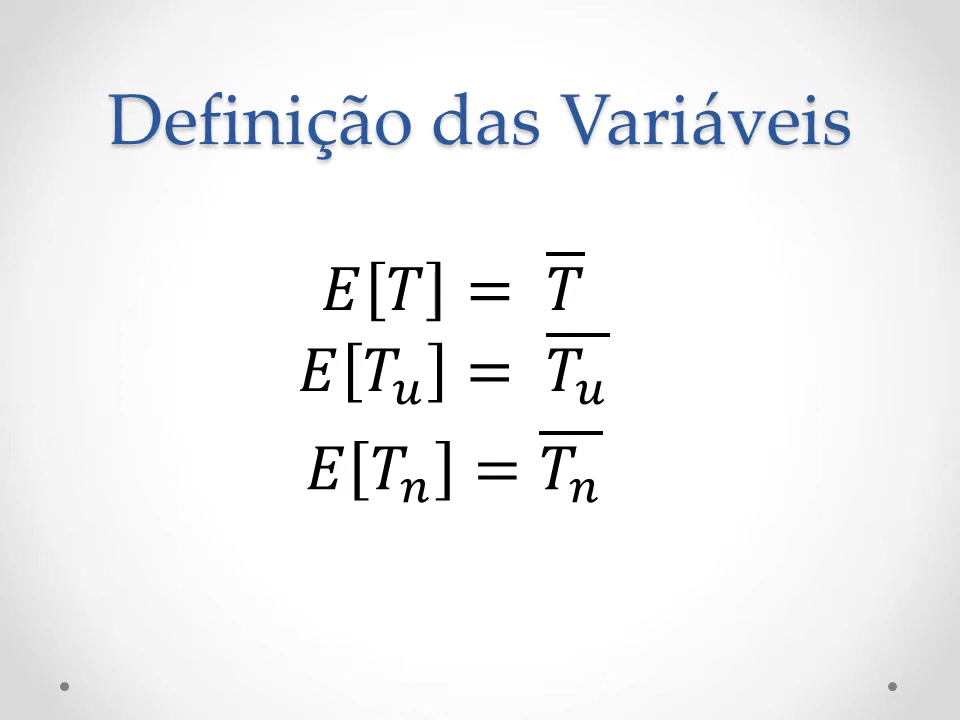 Definição das Variáveis
E[T] = T̅
E[Tᵤ] = T̅ᵤ̅
E[Tₙ] = T̅ₙ̅